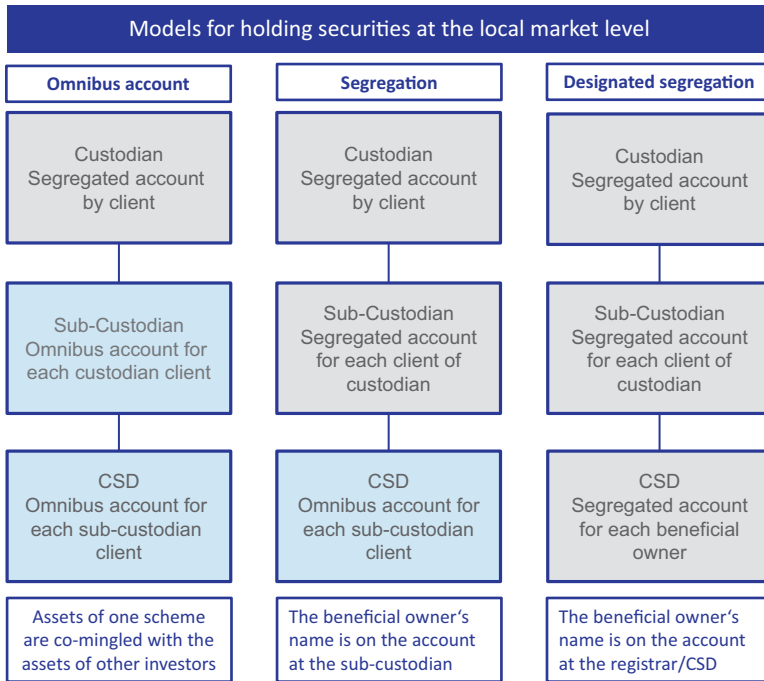 Models for holding securities at the local market level
Omnibus account
Custodian
Segregated account
by client
Sub-Custodian
Omnibus account for
each custodian client
CSD
Omnibus account for
each sub-custodian
client
Assets of one scheme
are co-mingled with the
assets of other investors
Segregation
Custodian
Segregated account
by client
Sub-Custodian
Segregated account
for each client of
custodian
CSD
Omnibus account for
each sub-custodian
client
The beneficial owner‘s
name is on the account
at the sub-custodian
Designated segregation
Custodian
Segregated account
by client
Sub-Custodian
Segregated account
for each client of
custodian
CSD
Segregated account
for each beneficial
owner
The beneficial owner‘s
name is on the account
at the registrar/CSD